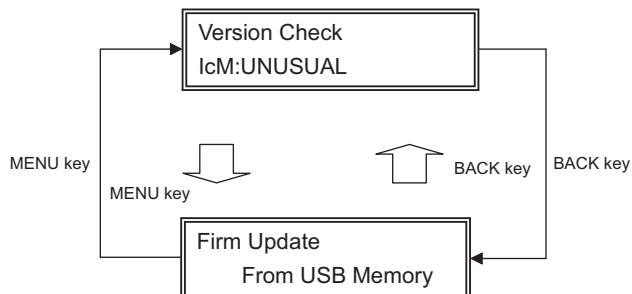 Version Check
IcM:UNUSUAL
MENU key
MENU key
BACK key
BACK key
Firm Update
From USB Memory